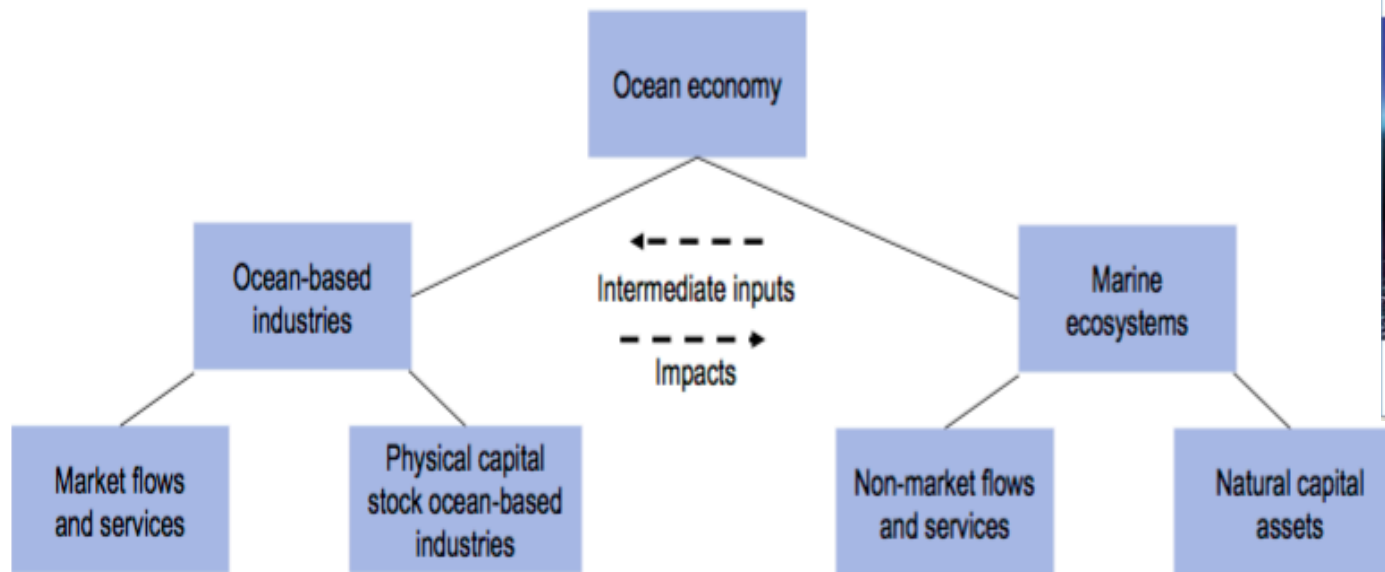 Ocean economy
Ocean-based
industries
Intermediate inputs
Impacts
Marine
ecosystems
Market flows
and services
Physical capital
stock ocean-based
industries
Non-market flows
and services
Natural capital
assets